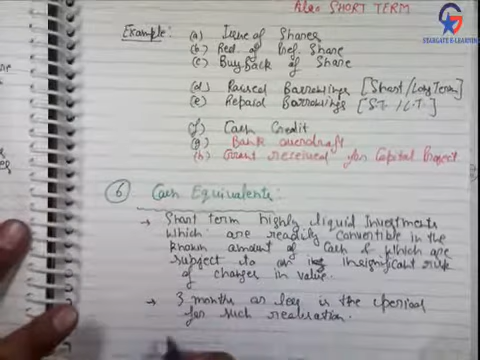 Also SHORT TERM
STARGATE E-LEARNING
Example: (a) Issue of Shares
(b) Red. of Pref. Share
(c) Buy Back of Share
(d) Raised Borrowings [Short/Long Term]
(e) Repaid Borrowings [S.T. / L.T.]
(f) Cash Credit
(g) Bank overdraft
(h) Grant received for Capital Project.
6 Cash Equivalents:
→ Short term highly liquid Investments
which are readily convertible in the
known amount of Cash & which are
subject to an insignificant risk
of changes in value.
→ 3 months or less is the period
for such realisation.